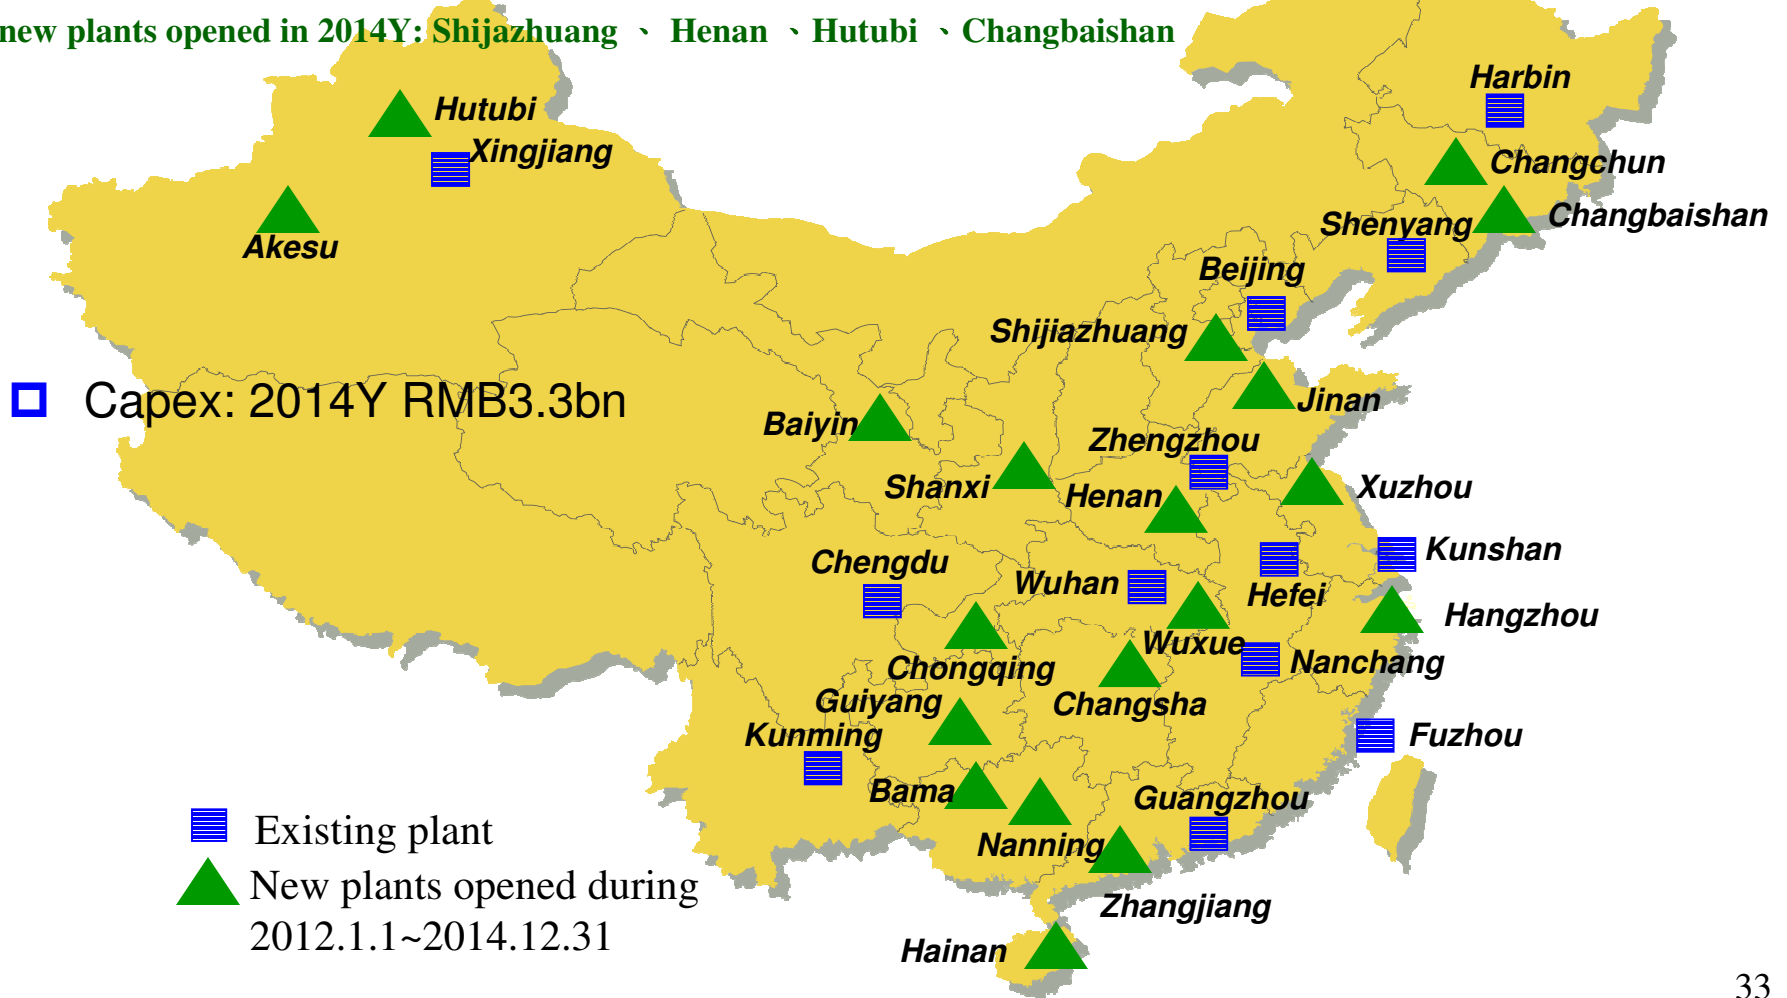 new plants opened in 2014Y: Shijazhuang 、 Henan 、Hutubi 、Changbaishan
Harbin
Hutubi
Xingjiang
Changchun
Akesu
Shenyang
Changbaishan
Beijing
Shijiazhuang
Capex: 2014Y RMB3.3bn
Jinan
Baiyin
Zhengzhou
Shanxi
Henan
Xuzhou
Kunshan
Chengdu
Wuhan
Hefei
Hangzhou
Wuxue
Nanchang
Chongqing
Guiyang
Changsha
Kunming
Fuzhou
Bama
Guangzhou
Nanning
Existing plant
New plants opened during
2012.1.1~2014.12.31
Zhangjiang
Hainan
33